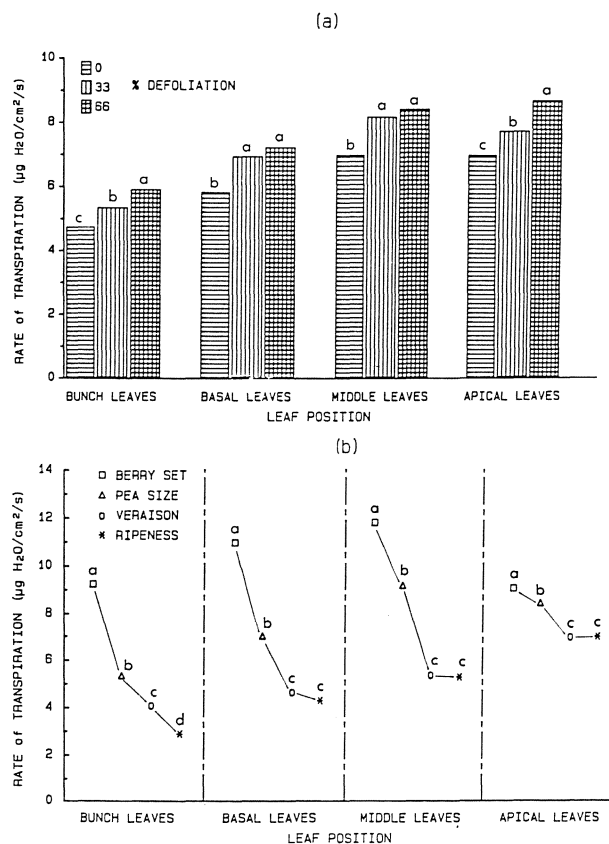 (a)
RATE of TRANSPIRATION (µg H₂O/cm²/s)
10
8
6
4
2
0
0
33
66
% DEFOLIATION
c b a
b a a
b a a
c b a
BUNCH LEAVES BASAL LEAVES MIDDLE LEAVES APICAL LEAVES
LEAF POSITION
(b)
RATE of TRANSPIRATION (µg H₂O/cm²/s)
14
12
10
8
6
4
2
0
BERRY SET
PEA SIZE
VERAISON
RIPENESS
a b c d
a b c c
a b c c
a b c c
BUNCH LEAVES BASAL LEAVES MIDDLE LEAVES APICAL LEAVES
LEAF POSITION